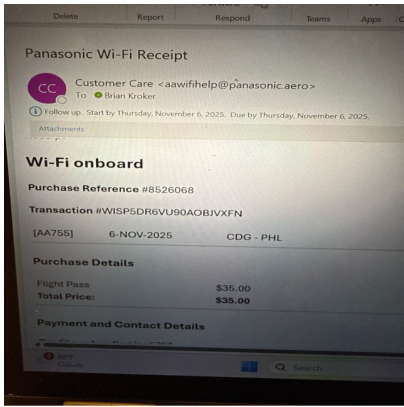 Delete Report Respond Teams Apps
Panasonic Wi-Fi Receipt
CC
Customer Care <aawifihelp@panasonic.aero>
To Brian Kroker
Follow up. Start by Thursday, November 6, 2025. Due by Thursday, November 6, 2025.
Attachments
Wi-Fi onboard
Purchase Reference #8526068
Transaction #WISP5DR6VU90AOBJVXFN
[AA755] 6-NOV-2025 CDG - PHL
Purchase Details
Flight Pass $35.00
Total Price: $35.00
Payment and Contact Details
Cloudy
Search